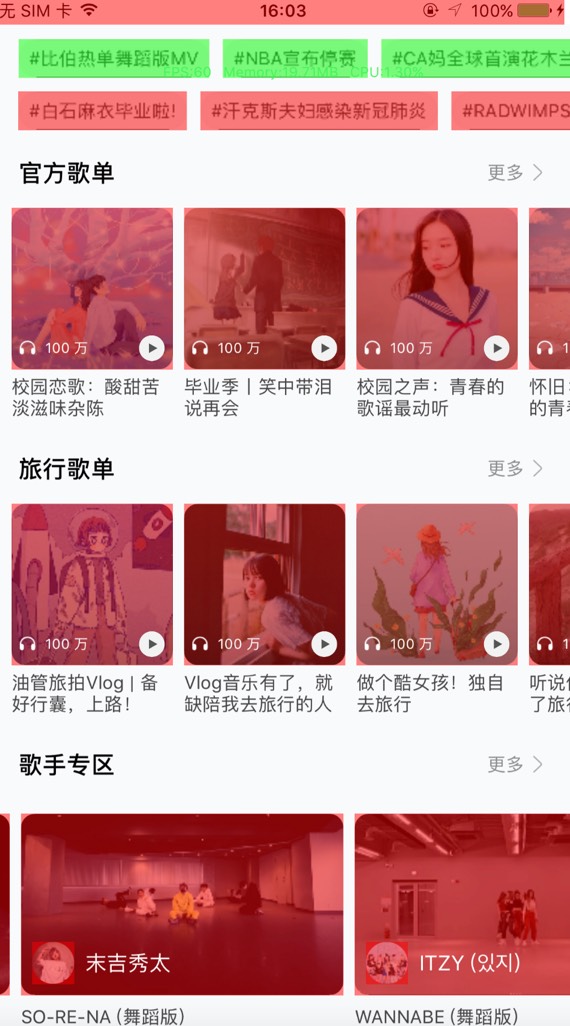 无 SIM 卡 16:03 100%
#比伯热单舞蹈版MV #NBA宣布停赛 #CA妈全球首演花木兰
FPS:60 Memory:19.71MB CPU:1.30%
#白石麻衣毕业啦! #汗克斯夫妇感染新冠肺炎 #RADWIMPS
官方歌单 更多
100 万 100 万 100 万 1
校园恋歌：酸甜苦 毕业季丨笑中带泪 校园之声：青春的 怀旧
淡滋味杂陈 说再会 歌谣最动听 的青
旅行歌单 更多
100 万 100 万 100 万 1
油管旅拍Vlog | 备 Vlog音乐有了，就 做个酷女孩！独自 听说
好行囊，上路！ 缺陪我去旅行的人 去旅行 了旅
歌手专区 更多
末吉秀太 ITZY (있지)
SO-RE-NA (舞蹈版) WANNABE (舞蹈版)